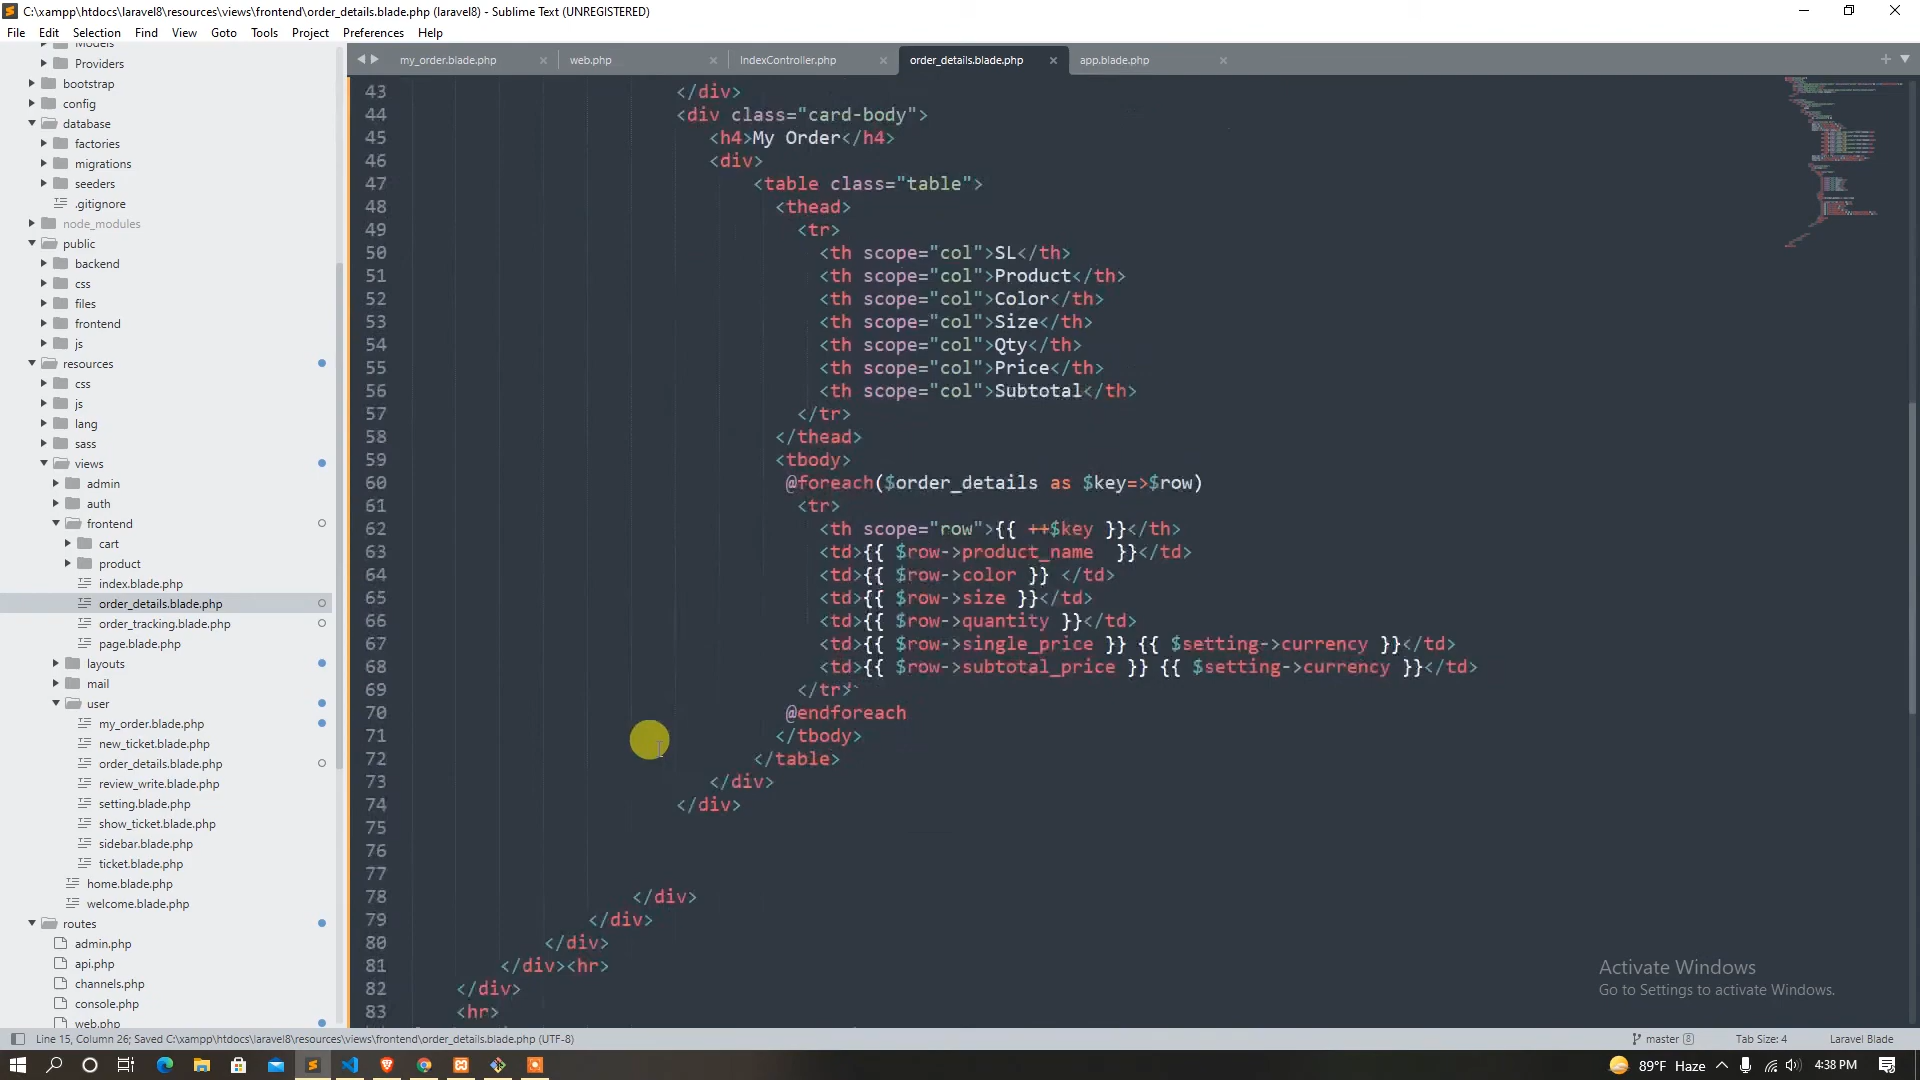 C:\xampp\htdocs\laravel8\resources\views\frontend\order_details.blade.php (laravel8) - Sublime Text (UNREGISTERED)
File Edit Selection Find View Goto Tools Project Preferences Help
Models
Providers
bootstrap
config
database
factories
migrations
seeders
.gitignore
node_modules
public
backend
css
files
frontend
js
resources
css
js
lang
sass
views
admin
auth
frontend
cart
product
index.blade.php
order_details.blade.php
order_tracking.blade.php
page.blade.php
layouts
mail
user
my_order.blade.php
new_ticket.blade.php
order_details.blade.php
review_write.blade.php
setting.blade.php
show_ticket.blade.php
sidebar.blade.php
ticket.blade.php
home.blade.php
welcome.blade.php
routes
admin.php
api.php
channels.php
console.php
web.php
my_order.blade.php web.php IndexController.php order_details.blade.php app.blade.php
43 </div>
44 <div class="card-body">
45 <h4>My Order</h4>
46 <div>
47 <table class="table">
48 <thead>
49 <tr>
50 <th scope="col">SL</th>
51 <th scope="col">Product</th>
52 <th scope="col">Color</th>
53 <th scope="col">Size</th>
54 <th scope="col">Qty</th>
55 <th scope="col">Price</th>
56 <th scope="col">Subtotal</th>
57 </tr>
58 </thead>
59 <tbody>
60 @foreach($order_details as $key=>$row)
61 <tr>
62 <th scope="row">{{ ++$key }}</th>
63 <td>{{ $row->product_name  }}</td>
64 <td>{{ $row->color }} </td>
65 <td>{{ $row->size }}</td>
66 <td>{{ $row->quantity }}</td>
67 <td>{{ $row->single_price }} {{ $setting->currency }}</td>
68 <td>{{ $row->subtotal_price }} {{ $setting->currency }}</td>
69 </tr>`
70 @endforeach
71 </tbody>
72 </table>
73 </div>
74 </div>
75
76
77
78 </div>
79 </div>
80 </div>
81 </div><hr>
82 </div>
83 <hr>
Activate Windows
Go to Settings to activate Windows.
Line 15, Column 26; Saved C:\xampp\htdocs\laravel8\resources\views\frontend\order_details.blade.php (UTF-8) master 8 Tab Size: 4 Laravel Blade
89°F Haze 4:38 PM